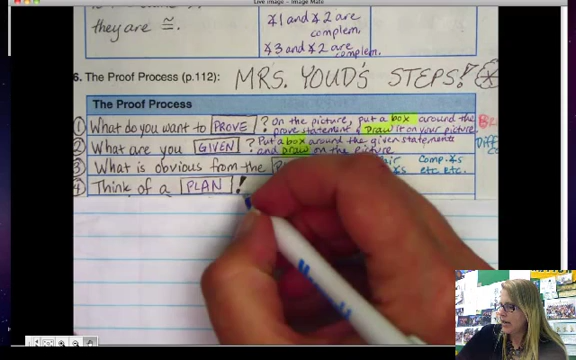 Live image - Image Mate
they are ≅.
∡1 and ∡2 are
complem.
∡3 and ∡2 are
complem.
6. The Proof Process (p.112): MRS. YOUD'S STEPS!
The Proof Process
① What do you want to PROVE? On the picture, put a box around the
prove statement & Draw it on your picture.
② What are you GIVEN? Put a box around the given statements
and draw on the picture.
③ What is obvious from the Comp. ∡s
∡s etc etc.
④ Think of a PLAN!